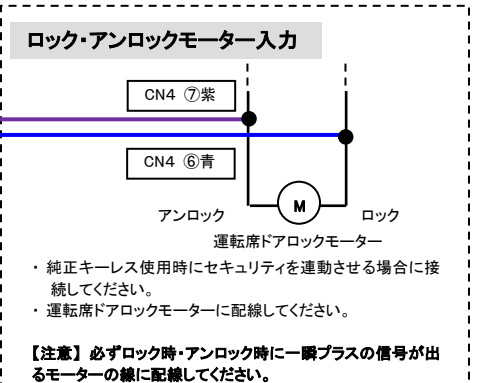 ロック・アンロックモーター入力
CN4 ⑦紫
CN4 ⑥青
M
アンロック
ロック
運転席ドアロックモーター
・ 純正キーレス使用時にセキュリティを連動させる場合に接
続してください。
・ 運転席ドアロックモーターに配線してください。
【注意】 必ずロック時・アンロック時に一瞬プラスの信号が出
るモーターの線に配線してください。